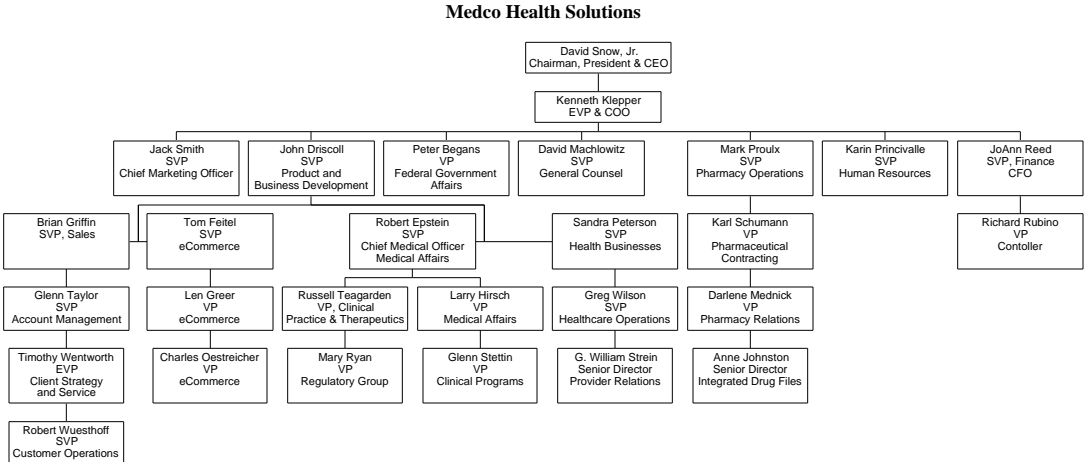 Medco Health Solutions
David Snow, Jr.
Chairman, President & CEO
Kenneth Klepper
EVP & COO
Jack Smith
SVP
Chief Marketing Officer
John Driscoll
SVP
Product and
Business Development
Peter Begans
VP
Federal Government
Affairs
David Machlowitz
SVP
General Counsel
Mark Proulx
SVP
Pharmacy Operations
Karin Princivalle
SVP
Human Resources
JoAnn Reed
SVP, Finance
CFO
Brian Griffin
SVP, Sales
Tom Feitel
SVP
eCommerce
Robert Epstein
SVP
Chief Medical Officer
Medical Affairs
Sandra Peterson
SVP
Health Businesses
Karl Schumann
VP
Pharmaceutical
Contracting
Richard Rubino
VP
Contoller
Glenn Taylor
SVP
Account Management
Len Greer
VP
eCommerce
Russell Teagarden
VP, Clinical
Practice & Therapeutics
Larry Hirsch
VP
Medical Affairs
Greg Wilson
SVP
Healthcare Operations
Darlene Mednick
VP
Pharmacy Relations
Timothy Wentworth
EVP
Client Strategy
and Service
Charles Oestreicher
VP
eCommerce
Mary Ryan
VP
Regulatory Group
Glenn Stettin
VP
Clinical Programs
G. William Strein
Senior Director
Provider Relations
Anne Johnston
Senior Director
Integrated Drug Files
Robert Wuesthoff
SVP
Customer Operations